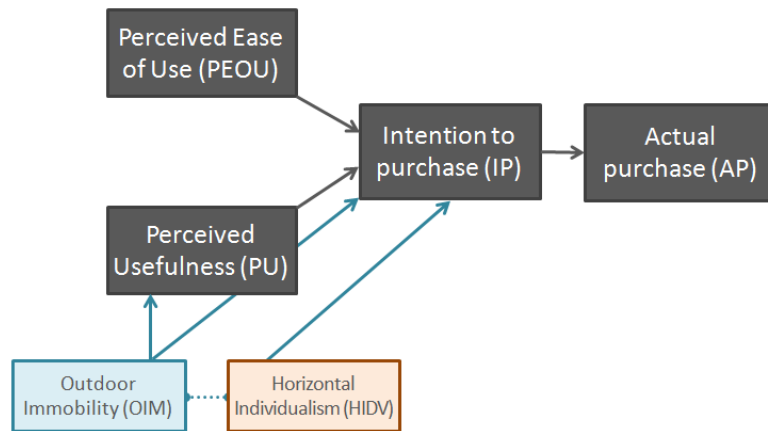 Perceived Ease
of Use (PEOU)
Intention to
purchase (IP)
Actual
purchase (AP)
Perceived
Usefulness (PU)
Outdoor
Immobility (OIM)
Horizontal
Individualism (HIDV)